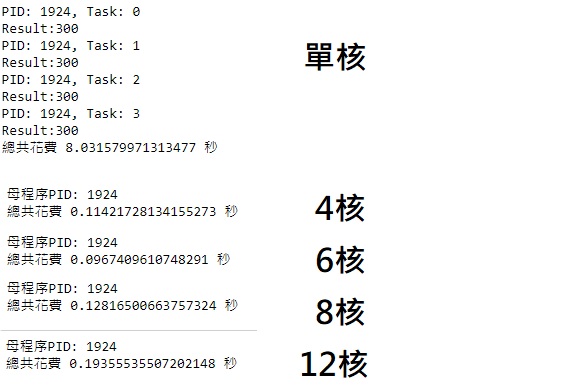 PID: 1924, Task: 0
Result:300
PID: 1924, Task: 1
Result:300
PID: 1924, Task: 2
Result:300
PID: 1924, Task: 3
Result:300
總共花費 8.031579971313477 秒
單核
母程序PID: 1924
總共花費 0.11421728134155273 秒
4核
母程序PID: 1924
總共花費 0.0967409610748291 秒
6核
母程序PID: 1924
總共花費 0.12816500663757324 秒
8核
母程序PID: 1924
總共花費 0.19355535507202148 秒
12核